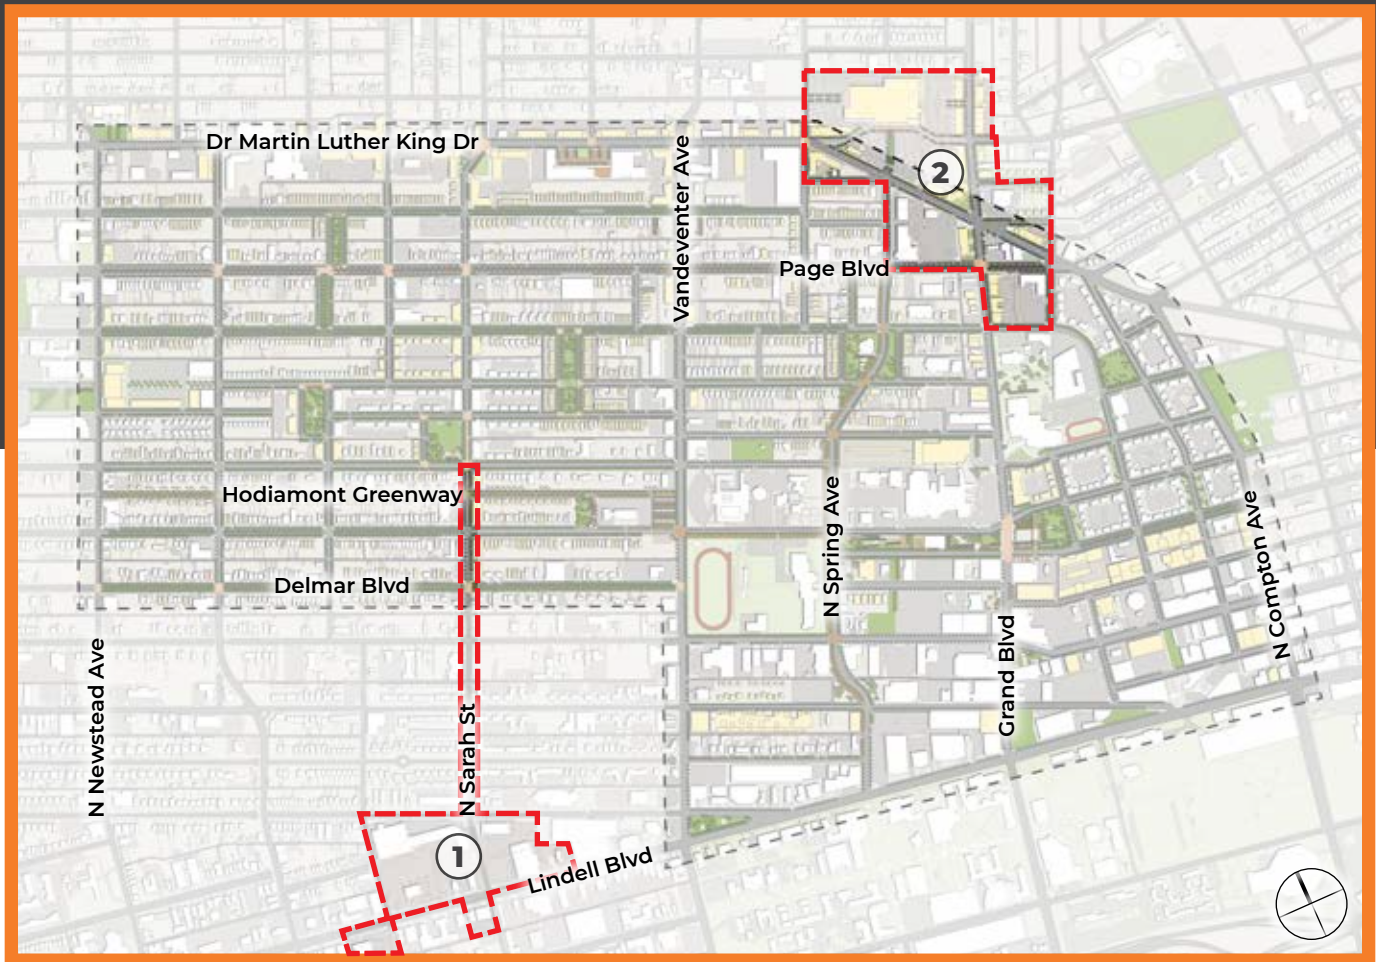 Dr Martin Luther King Dr
Vandeventer Ave
2
Page Blvd
Hodiamont Greenway
N Spring Ave
N Compton Ave
Delmar Blvd
Grand Blvd
N Newstead Ave
N Sarah St
1
Lindell Blvd